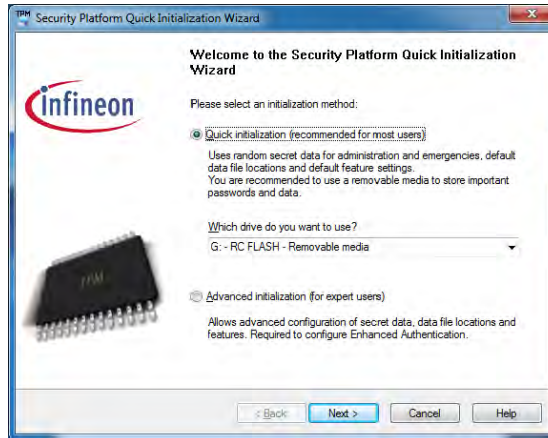 TPM Security Platform Quick Initialization Wizard
Welcome to the Security Platform Quick Initialization
Wizard
infineon
Please select an initialization method:
Quick initialization (recommended for most users)
Uses random secret data for administration and emergencies, default
data file locations and default feature settings.
You are recommended to use a removable media to store important
passwords and data.
Which drive do you want to use?
G: - RC FLASH - Removable media
TPM
Advanced initialization (for expert users)
Allows advanced configuration of secret data, data file locations and
features. Required to configure Enhanced Authentication.
< Back
Next >
Cancel
Help